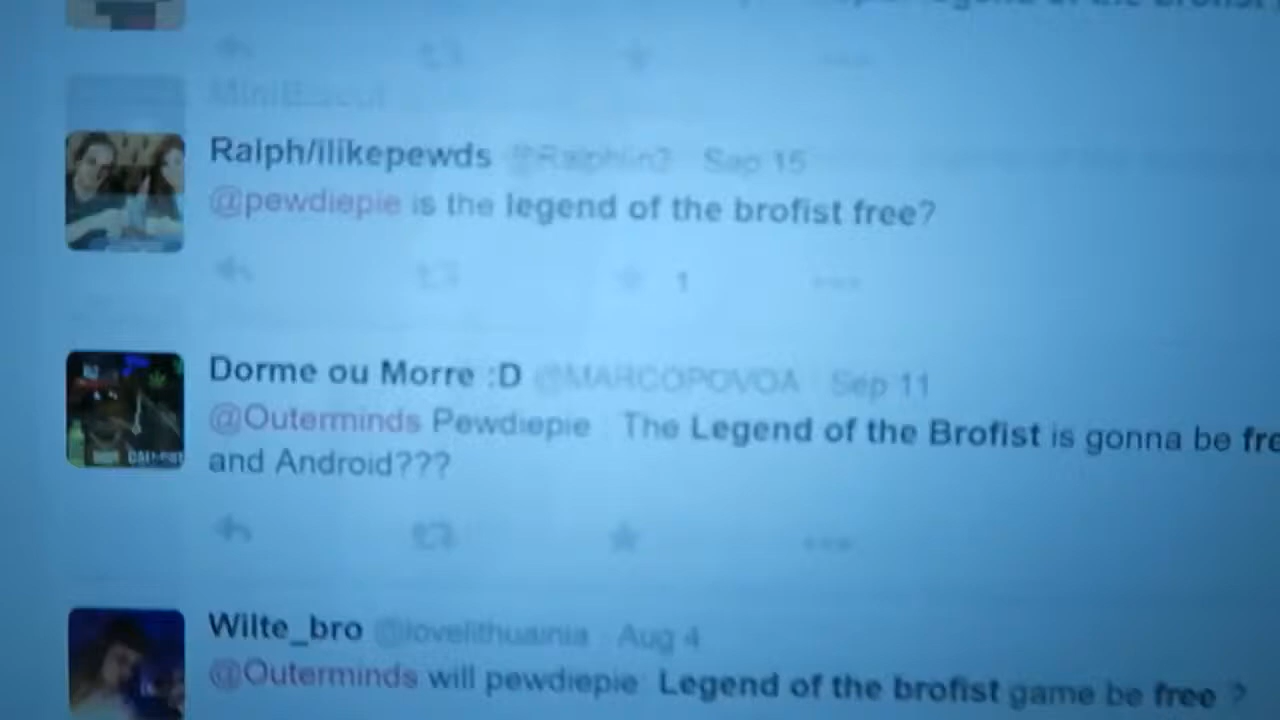 Ralph/ilikepewds Sep 15
@pewdiepie is the legend of the brofist free?
1
Dorme ou Morre :D @MARCOPOVOA Sep 11
@Outerminds Pewdiepie : The Legend of the Brofist is gonna be fre
and Android???
Wilte_bro Aug 4
@Outerminds will pewdiepie: Legend of the brofist game be free ?